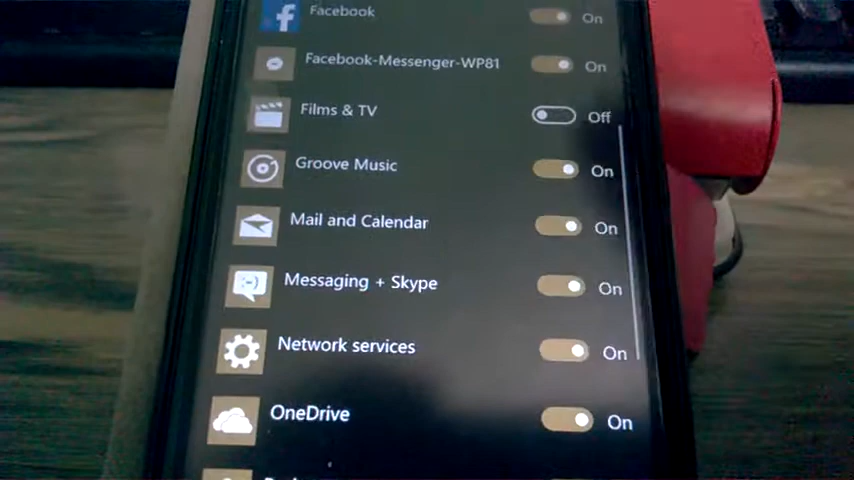 Facebook
On
Facebook-Messenger-WP81
On
Films & TV
Off
Groove Music
On
Mail and Calendar
On
Messaging + Skype
On
Network services
On
OneDrive
On